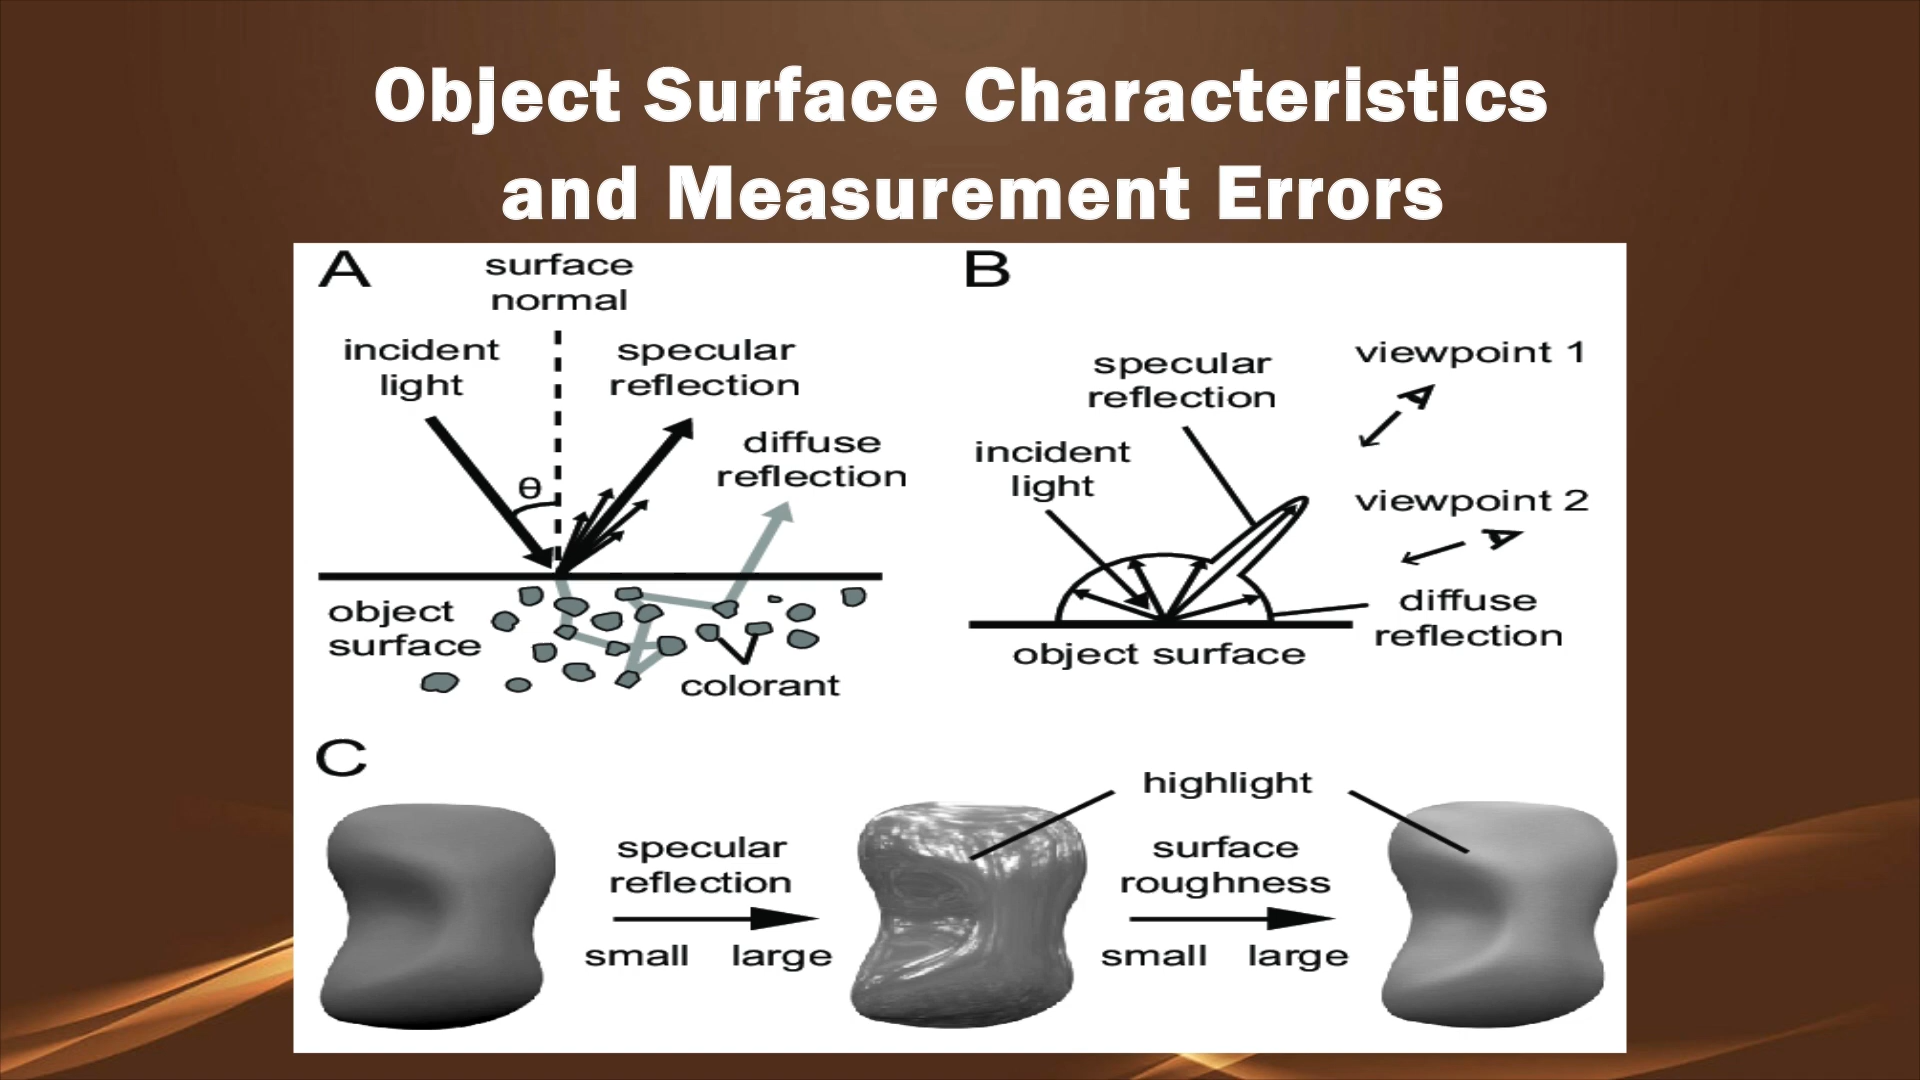 Object Surface Characteristics
and Measurement Errors
A
surface
normal
incident
light
specular
reflection
diffuse
reflection
θ
object
surface
colorant
B
specular
reflection
viewpoint 1
incident
light
viewpoint 2
diffuse
reflection
object surface
C
highlight
specular
reflection
small large
surface
roughness
small large